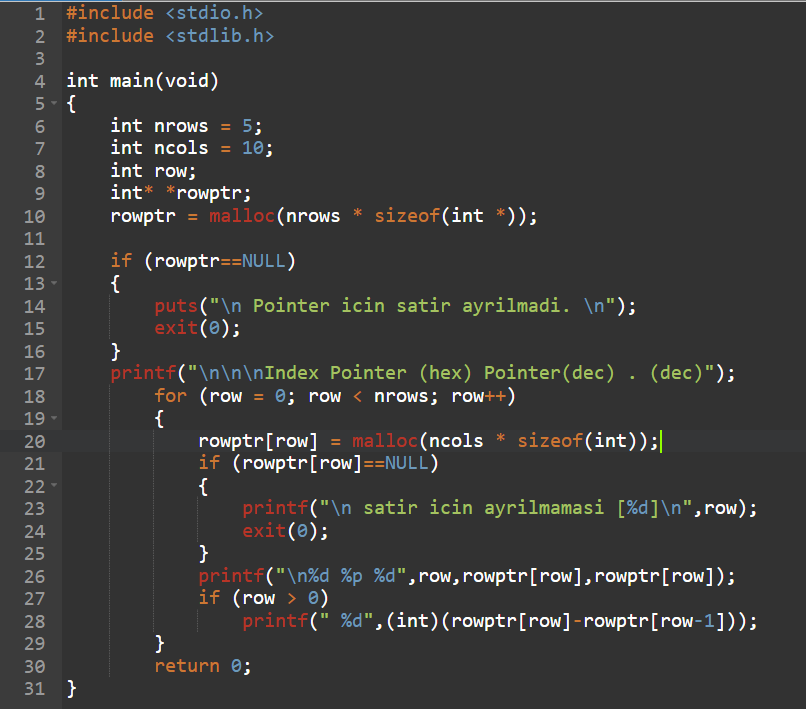 1 #include <stdio.h>
2 #include <stdlib.h>
3
4 int main(void)
5 {
6     int nrows = 5;
7     int ncols = 10;
8     int row;
9     int* *rowptr;
10     rowptr = malloc(nrows * sizeof(int *));
11
12     if (rowptr==NULL)
13     {
14         puts("\n Pointer icin satir ayrilmadi. \n");
15         exit(0);
16     }
17     printf("\n\n\nIndex Pointer (hex) Pointer(dec) . (dec)");
18         for (row = 0; row < nrows; row++)
19         {
20             rowptr[row] = malloc(ncols * sizeof(int));
21             if (rowptr[row]==NULL)
22             {
23                 printf("\n satir icin ayrilmamasi [%d]\n",row);
24                 exit(0);
25             }
26             printf("\n%d %p %d",row,rowptr[row],rowptr[row]);
27             if (row > 0)
28                 printf(" %d",(int)(rowptr[row]-rowptr[row-1]));
29         }
30         return 0;
31 }